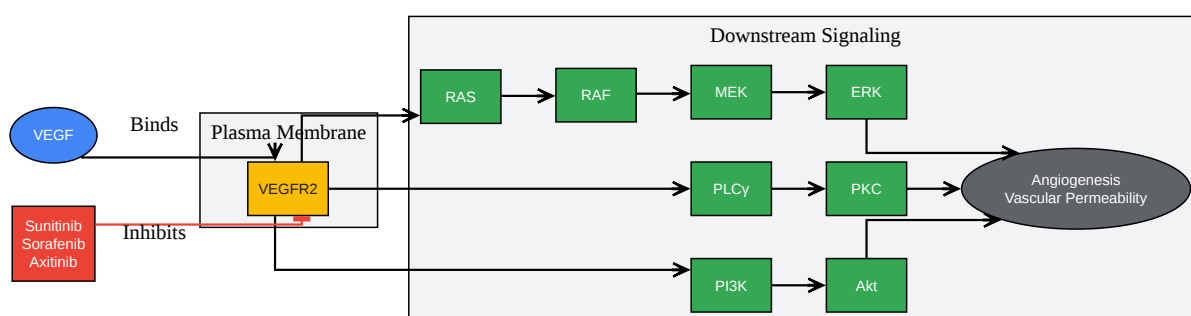 Downstream Signaling
RAS
RAF
MEK
ERK
VEGF
Binds
Plasma Membrane
VEGFR2
PLCγ
PKC
Angiogenesis
Vascular Permeability
Sunitinib
Sorafenib
Axitinib
Inhibits
PI3K
Akt